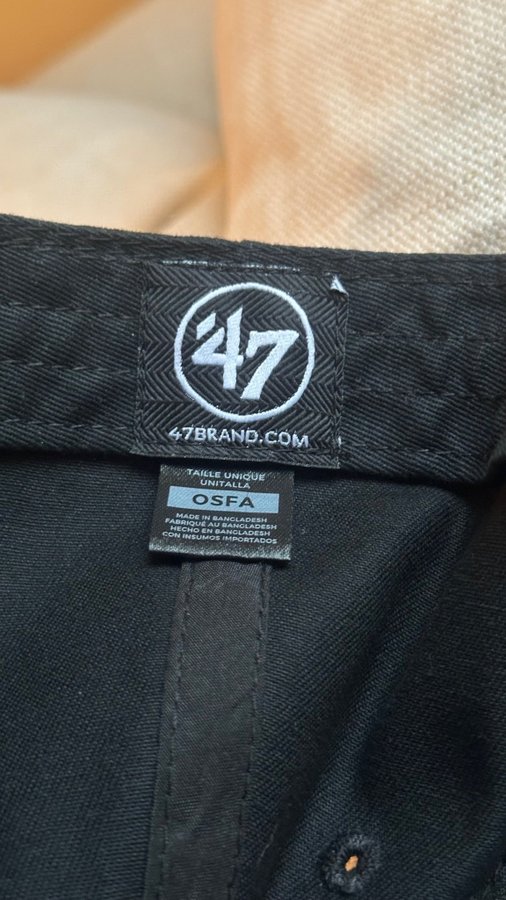 '47
47BRAND.COM
TAILLE UNIQUE
UNITALLA
OSFA
MADE IN BANGLADESH
FABRIQUÉ AU BANGLADESH
HECHO EN BANGLADESH
CON INSUMOS IMPORTADOS